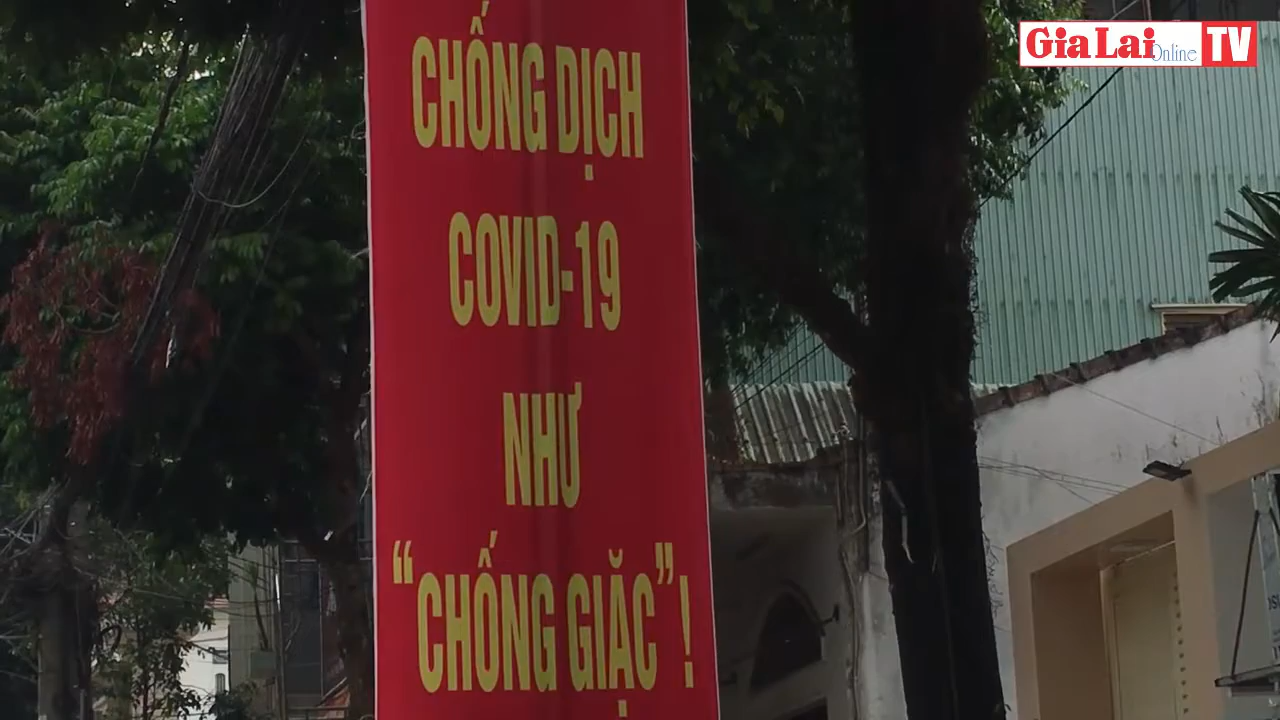 Gia Lai Online TV
CHỐNG DỊCH
COVID-19
NHƯ
“CHỐNG GIẶC”!